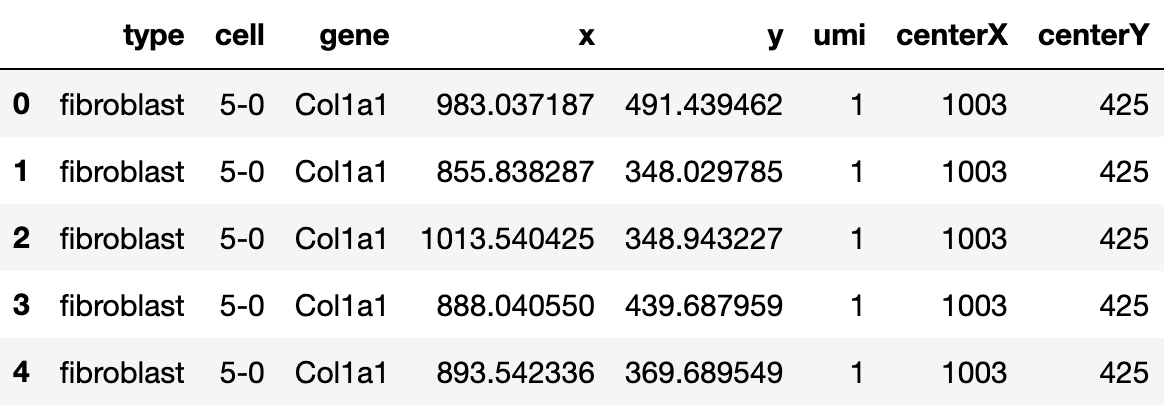 type cell gene x y umi centerX centerY
0 fibroblast 5-0 Col1a1 983.037187 491.439462 1 1003 425
1 fibroblast 5-0 Col1a1 855.838287 348.029785 1 1003 425
2 fibroblast 5-0 Col1a1 1013.540425 348.943227 1 1003 425
3 fibroblast 5-0 Col1a1 888.040550 439.687959 1 1003 425
4 fibroblast 5-0 Col1a1 893.542336 369.689549 1 1003 425